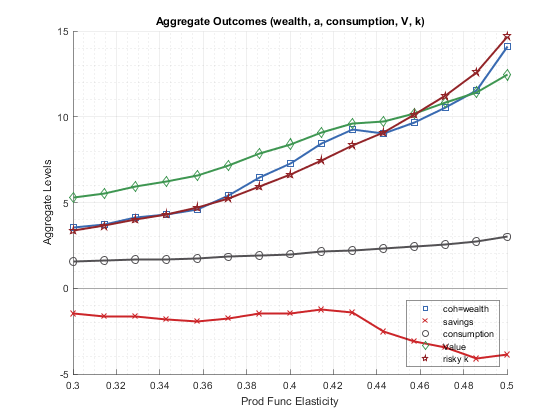 Aggregate Outcomes (wealth, a, consumption, V, k)
15
10
5
0
-5
Aggregate Levels
0.3 0.32 0.34 0.36 0.38 0.4 0.42 0.44 0.46 0.48 0.5
Prod Func Elasticity
coh=wealth
savings
consumption
Value
risky k